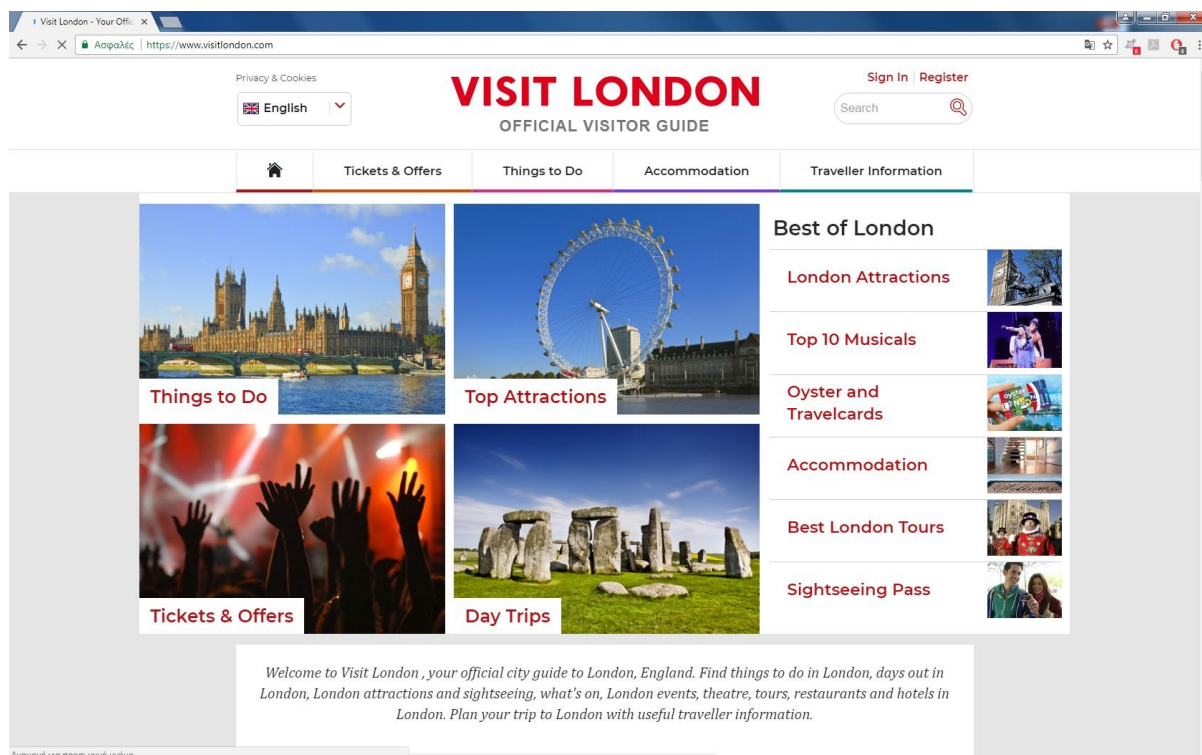 Visit London - Your Offic
Ασφαλές | https://www.visitlondon.com
Privacy & Cookies
English
VISIT LONDON
OFFICIAL VISITOR GUIDE
Sign In | Register
Search
Tickets & Offers
Things to Do
Accommodation
Traveller Information
Things to Do
Top Attractions
Tickets & Offers
Day Trips
Best of London
London Attractions
Top 10 Musicals
Oyster and
Travelcards
Accommodation
Best London Tours
Sightseeing Pass
Welcome to Visit London , your official city guide to London, England. Find things to do in London, days out in
London, London attractions and sightseeing, what's on, London events, theatre, tours, restaurants and hotels in
London. Plan your trip to London with useful traveller information.